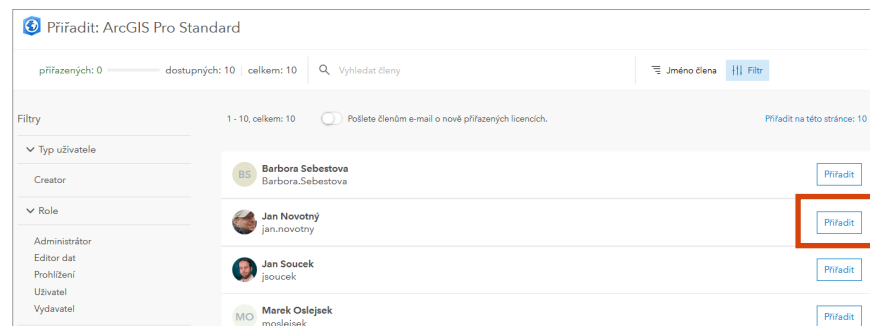 Přiřadit: ArcGIS Pro Standard
přiřazených: 0 dostupných: 10 celkem: 10 Vyhledat členy Jméno člena Filtr
Filtry
1 - 10, celkem: 10 Pošlete členům e-mail o nově přiřazených licencích. Přiřadit na této stránce: 10
Typ uživatele
Creator
Role
Administrátor
Editor dat
Prohlížení
Uživatel
Vydavatel
BS Barbora Sebestova
Barbora.Sebestova
Přiřadit
Jan Novotný
jan.novotny
Přiřadit
Jan Soucek
jsoucek
Přiřadit
MO Marek Oslejsek
moslejsek
Přiřadit